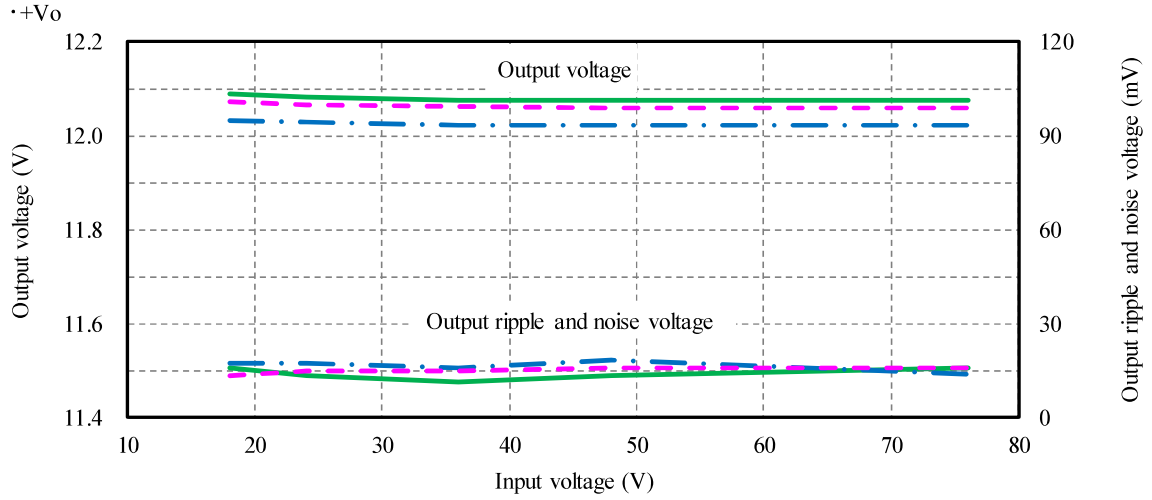 ・+Vo
12.2
12.0
11.8
11.6
11.4
Output voltage (V)
120
90
60
30
0
Output ripple and noise voltage (mV)
Output voltage
Output ripple and noise voltage
10 20 30 40 50 60 70 80
Input voltage (V)